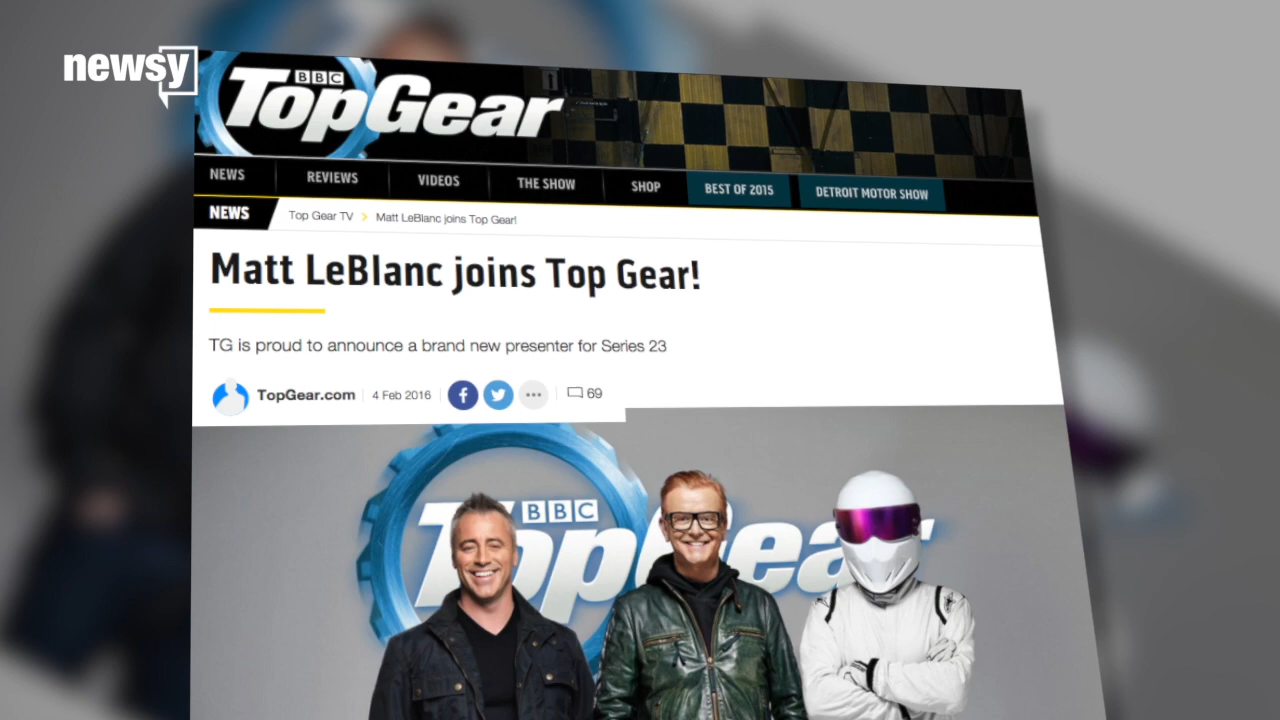 newsy
BBC
TopGear
NEWS REVIEWS VIDEOS THE SHOW SHOP BEST OF 2015 DETROIT MOTOR SHOW
NEWS Top Gear TV > Matt LeBlanc joins Top Gear!
Matt LeBlanc joins Top Gear!
TG is proud to announce a brand new presenter for Series 23
TopGear.com 4 Feb 2016 f ••• 69
BBC
TopGear